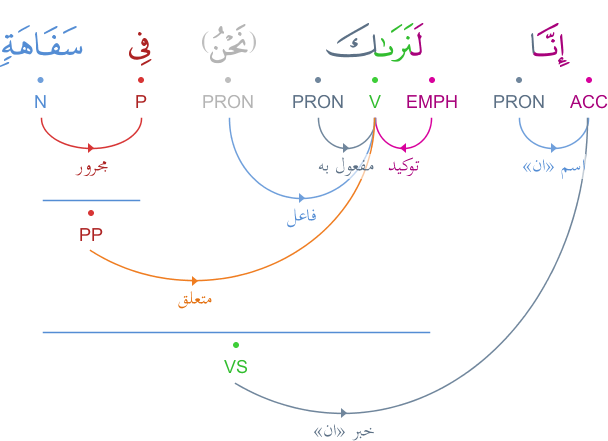 إِنَّا لَنَرَىٰكَ (نَحْنُ) فِى سَفَاهَةٍ
ACC PRON EMPH V PRON PRON P N
اسم «ان» توكيد مفعول به مجرور
فاعل
PP
متعلق
VS
خبر «ان»